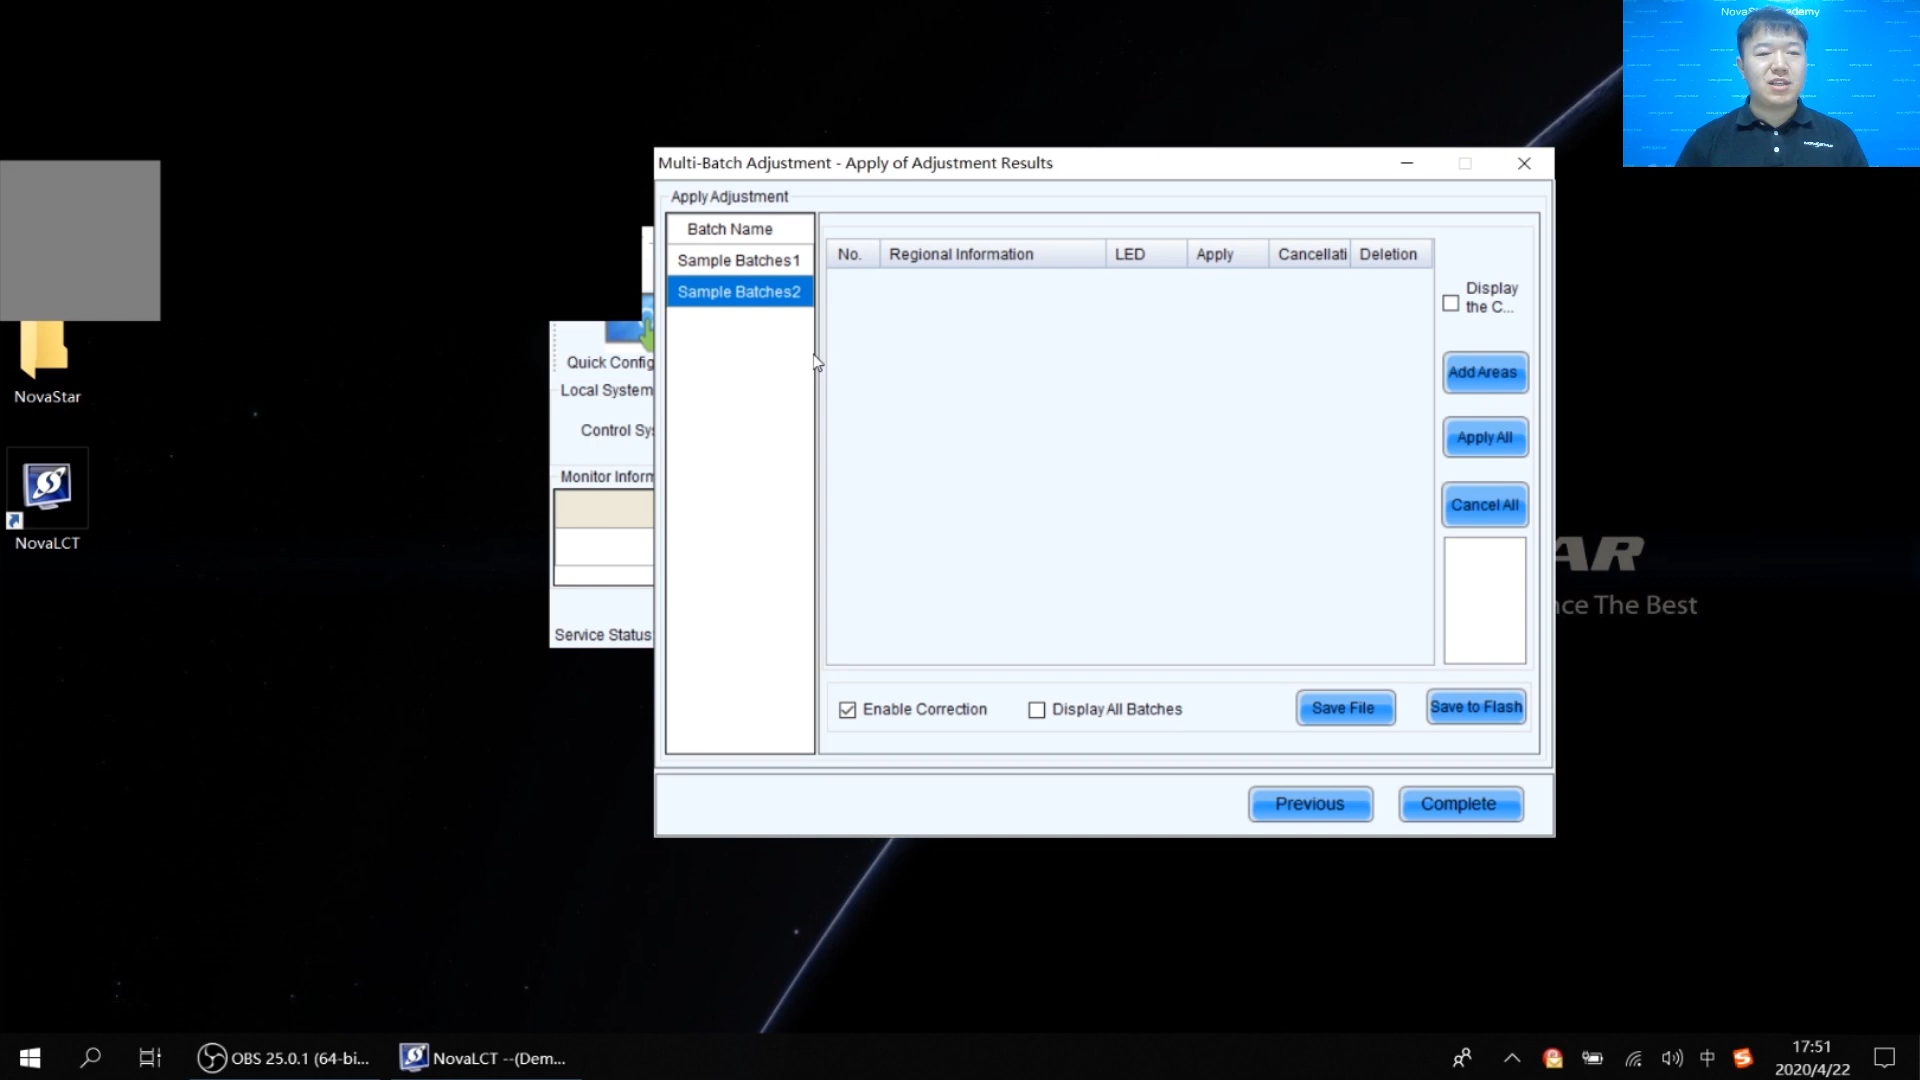 Multi-Batch Adjustment - Apply of Adjustment Results
Apply Adjustment
Batch Name
Sample Batches1
Sample Batches2
No.
Regional Information
LED
Apply
Cancellati
Deletion
Display
the C...
Add Areas
Apply All
Cancel All
Enable Correction
Display All Batches
Save File
Save to Flash
Previous
Complete
Quick Config
Local System
Control Sy
Monitor Inform
Service Status
NovaStar
NovaLCT
AR
nce The Best
OBS 25.0.1 (64-bi...
NovaLCT --(Dem...
中
17:51
2020/4/22